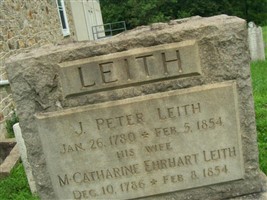 LEITH
J. PETER LEITH
JAN. 26. 1780 ✣ FEB. 5. 1854
HIS WIFE
M. CATHARINE EHRHART LEITH
DEC. 10. 1786 ✣ FEB. 8. 1854